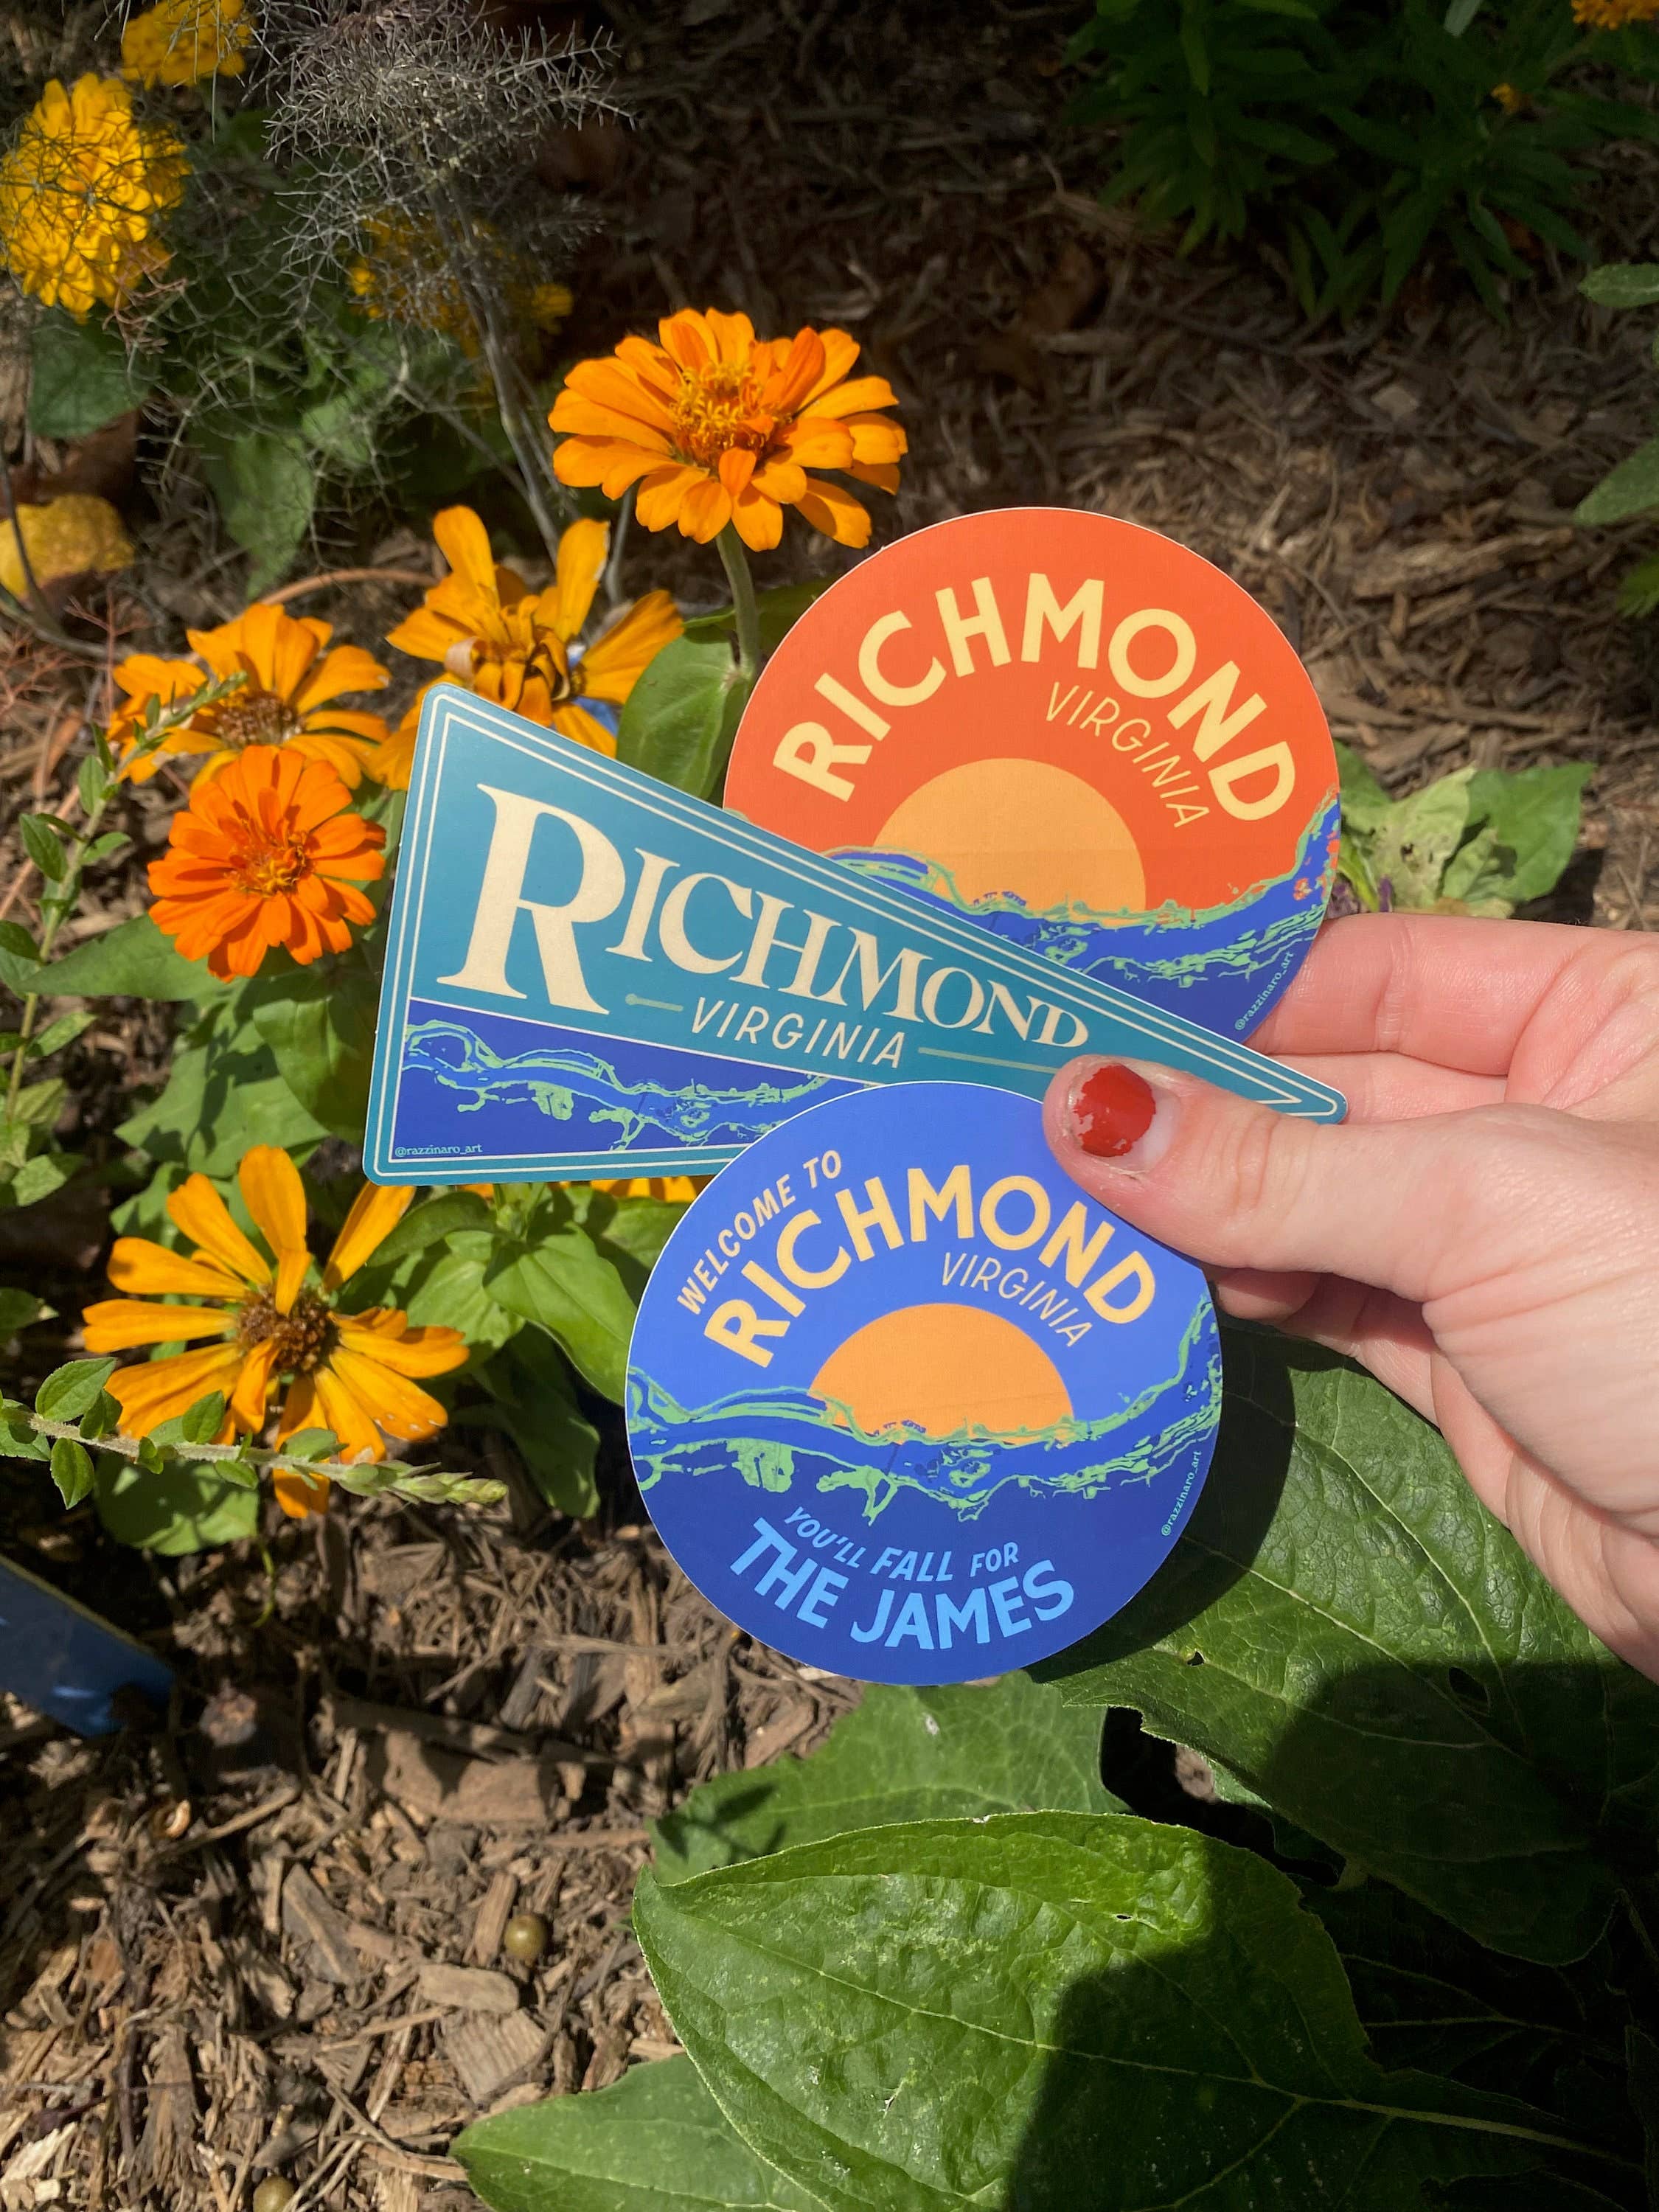 RICHMOND
VIRGINIA
@razzinaro_art
RICHMOND
VIRGINIA
@razzinaro_art
WELCOME TO
RICHMOND
VIRGINIA
@razzinaro_art
YOU'LL FALL FOR
THE JAMES